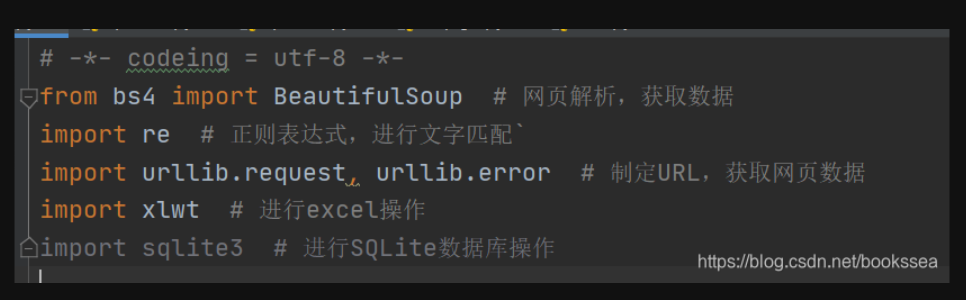 # -*- codeing = utf-8 -*-
from bs4 import BeautifulSoup  # 网页解析，获取数据
import re  # 正则表达式，进行文字匹配`
import urllib.request, urllib.error  # 制定URL，获取网页数据
import xlwt  # 进行excel操作
import sqlite3  # 进行SQLite数据库操作
https://blog.csdn.net/bookssea